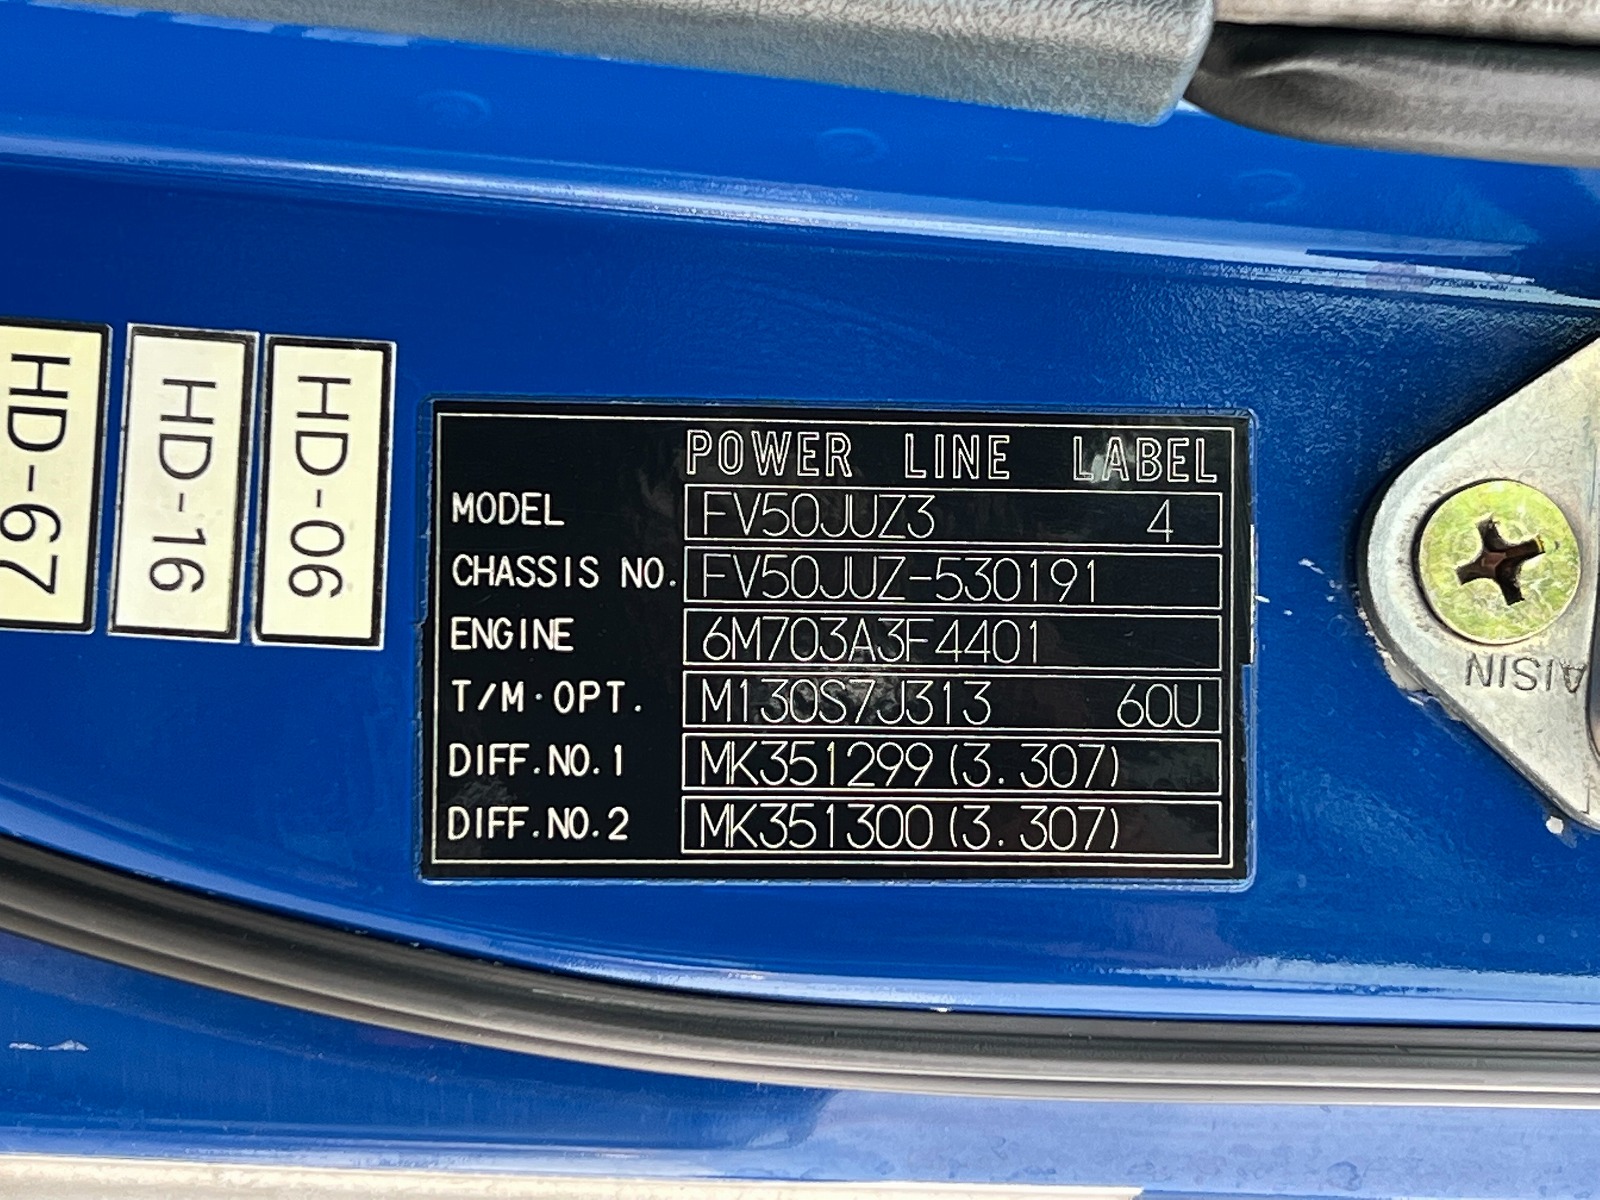 HD-67
HD-16
HD-06
POWER LINE LABEL
MODEL FV50JUZ3 4
CHASSIS NO. FV50JUZ-530191
ENGINE 6M703A3F4401
T/M·OPT. M130S7J313 60U
DIFF.NO.1 MK351299(3.307)
DIFF.NO.2 MK351300(3.307)
AISIN